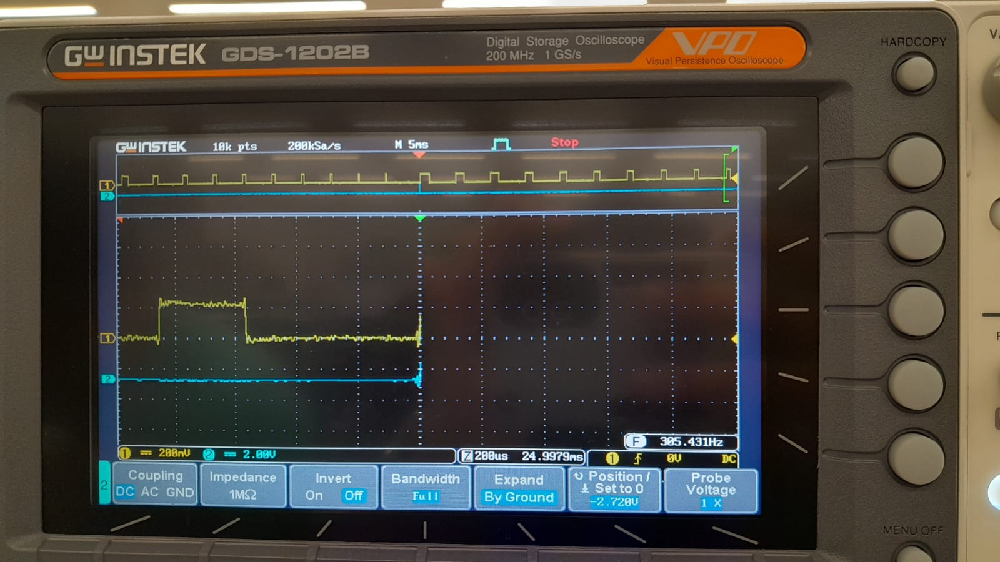 GW INSTEK GDS-1202B
Digital Storage Oscilloscope
200 MHz 1 GS/s
VPO
Visual Persistence Oscilloscope
HARDCOPY
GW INSTEK 10k pts 200kSa/s M 5ms Stop
1
2
1
2
F 305.431Hz
1 200mV 2 2.00V Z 200us 24.9979ms 1 0V DC
2
Coupling
DC AC GND
Impedance
1MΩ
Invert
On Off
Bandwidth
Full
Expand
By Ground
Position /
Set to 0
-2.720V
Probe
Voltage
1 X
MENU OFF